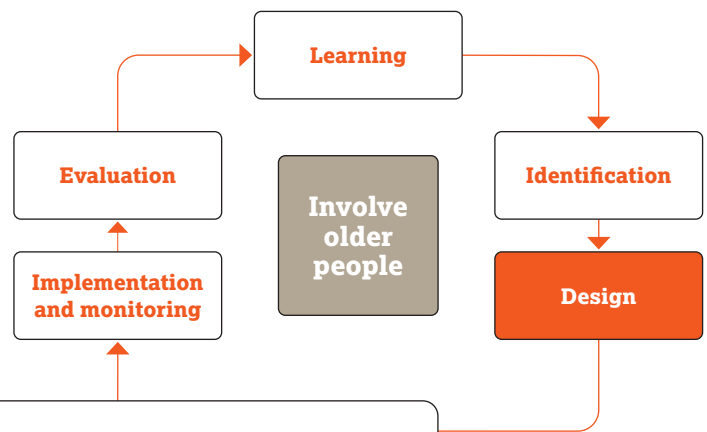 Learning
Evaluation
Identification
Involve
older
people
Implementation
and monitoring
Design